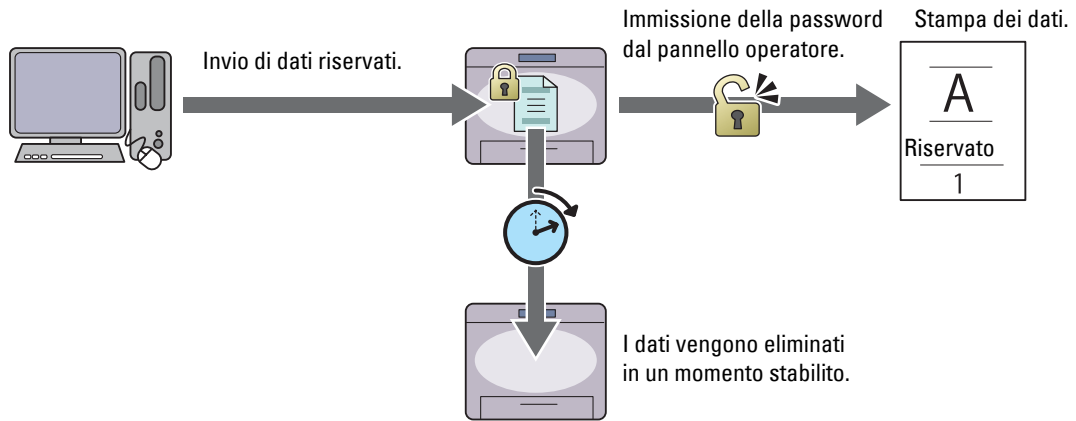 Invio di dati riservati.
Immissione della password
dal pannello operatore.
Stampa dei dati.
A
Riservato
1
I dati vengono eliminati
in un momento stabilito.